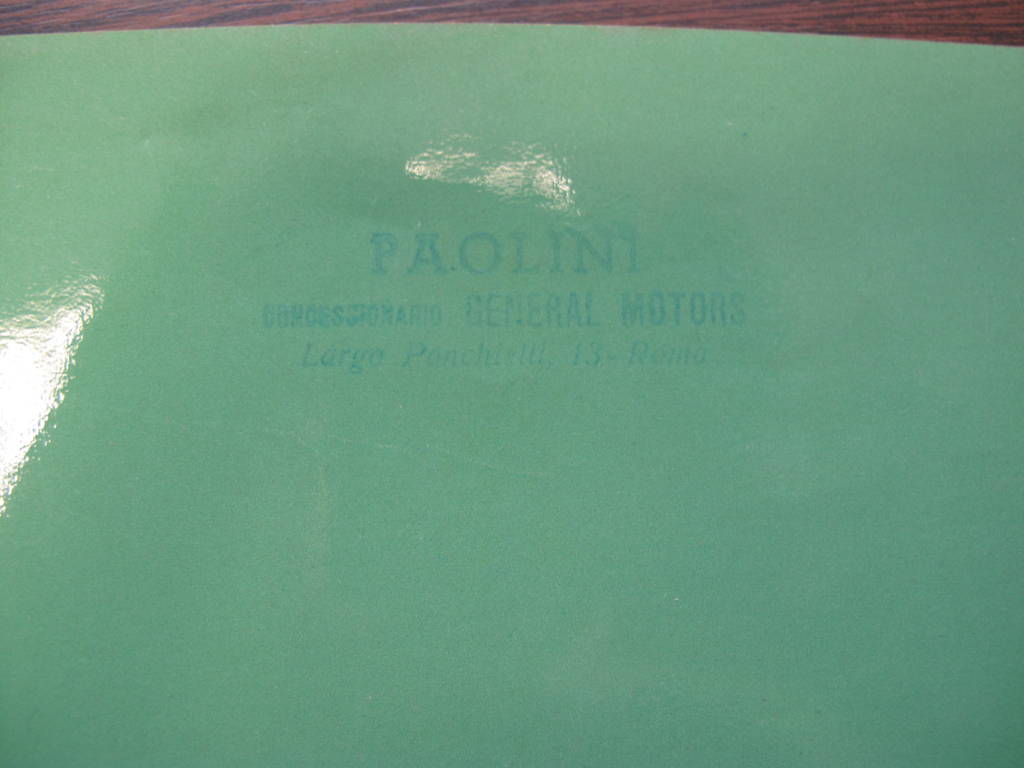 PAOLINI
CONCESSIONARIO GENERAL MOTORS
Largo Ponchielli, 13 - Roma